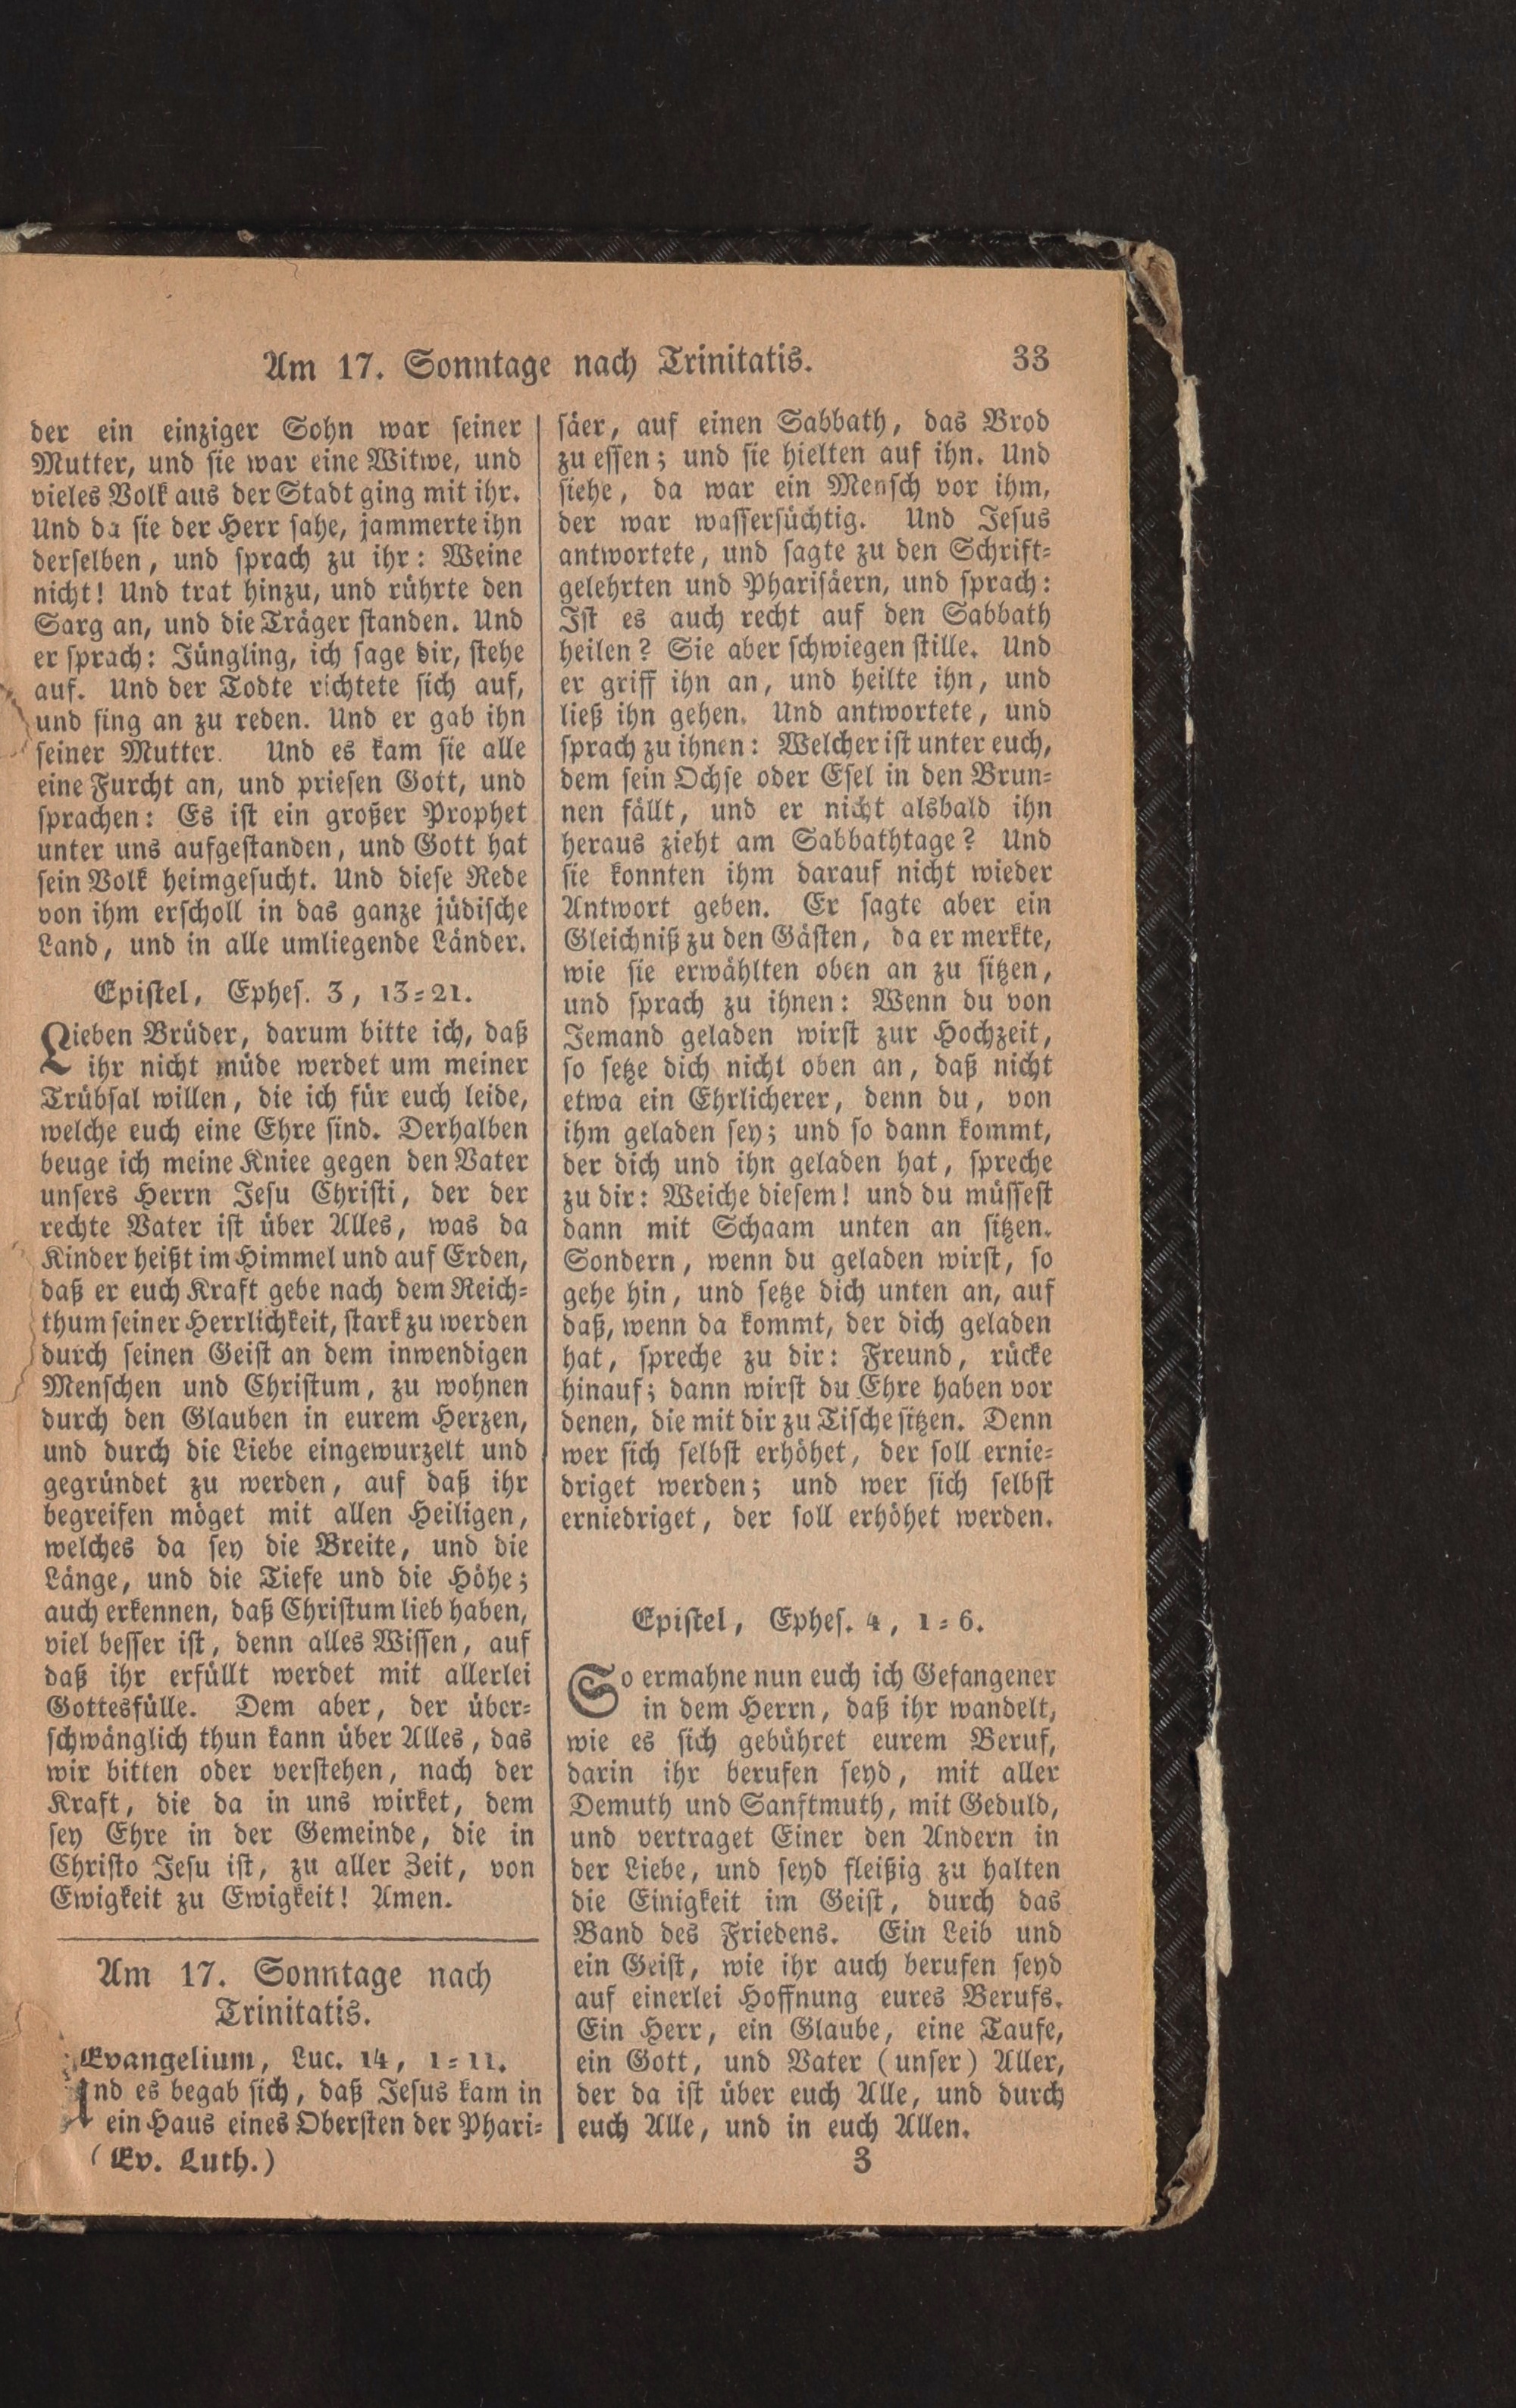 Am 17. Sonntage nach Trinitatis. 33
der ein einziger Sohn war seiner
Mutter, und sie war eine Witwe, und
vieles Volk aus der Stadt ging mit ihr.
Und da sie der Herr sahe, jammerte ihn
derselben, und sprach zu ihr: Weine
nicht! Und trat hinzu, und rührte den
Sarg an, und die Träger standen. Und
er sprach: Jüngling, ich sage dir, stehe
auf. Und der Todte richtete sich auf,
und fing an zu reden. Und er gab ihn
seiner Mutter. Und es kam sie alle
eine Furcht an, und priesen Gott, und
sprachen: Es ist ein großer Prophet
unter uns aufgestanden, und Gott hat
sein Volk heimgesucht. Und diese Rede
von ihm erscholl in das ganze jüdische
Land, und in alle umliegende Länder.
Epistel, Ephes. 3, 13-21.
Lieben Brüder, darum bitte ich, daß
ihr nicht müde werdet um meiner
Trübsal willen, die ich für euch leide,
welche euch eine Ehre sind. Derhalben
beuge ich meine Kniee gegen den Vater
unsers Herrn Jesu Christi, der der
rechte Vater ist über Alles, was da
Kinder heißt im Himmel und auf Erden,
daß er euch Kraft gebe nach dem Reich-
thum seiner Herrlichkeit, stark zu werden
durch seinen Geist an dem inwendigen
Menschen und Christum, zu wohnen
durch den Glauben in eurem Herzen,
und durch die Liebe eingewurzelt und
gegründet zu werden, auf daß ihr
begreifen möget mit allen Heiligen,
welches da sey die Breite, und die
Länge, und die Tiefe und die Höhe;
auch erkennen, daß Christum lieb haben,
viel besser ist, denn alles Wissen, auf
daß ihr erfüllt werdet mit allerlei
Gottesfülle. Dem aber, der über-
schwänglich thun kann über Alles, das
wir bitten oder verstehen, nach der
Kraft, die da in uns wirket, dem
sey Ehre in der Gemeinde, die in
Christo Jesu ist, zu aller Zeit, von
Ewigkeit zu Ewigkeit! Amen.
Am 17. Sonntage nach
Trinitatis.
Evangelium, Luc. 14, 1-11.
Und es begab sich, daß Jesus kam in
ein Haus eines Obersten der Phari-
(Ev. Luth.)
säer, auf einen Sabbath, das Brod
zu essen; und sie hielten auf ihn. Und
siehe, da war ein Mensch vor ihm,
der war wassersüchtig. Und Jesus
antwortete, und sagte zu den Schrift-
gelehrten und Pharisäern, und sprach:
Ist es auch recht auf den Sabbath
heilen? Sie aber schwiegen stille. Und
er griff ihn an, und heilte ihn, und
ließ ihn gehen. Und antwortete, und
sprach zu ihnen: Welcher ist unter euch,
dem sein Ochse oder Esel in den Brun-
nen fällt, und er nicht alsbald ihn
heraus zieht am Sabbathtage? Und
sie konnten ihm darauf nicht wieder
Antwort geben. Er sagte aber ein
Gleichniß zu den Gästen, da er merkte,
wie sie erwählten oben an zu sitzen,
und sprach zu ihnen: Wenn du von
Jemand geladen wirst zur Hochzeit,
so setze dich nicht oben an, daß nicht
etwa ein Ehrlicherer, denn du, von
ihm geladen sey; und so dann kommt,
der dich und ihn geladen hat, spreche
zu dir: Weiche diesem! und du müssest
dann mit Schaam unten an sitzen.
Sondern, wenn du geladen wirst, so
gehe hin, und setze dich unten an, auf
daß, wenn da kommt, der dich geladen
hat, spreche zu dir: Freund, rücke
hinauf; dann wirst du Ehre haben vor
denen, die mit dir zu Tische sitzen. Denn
wer sich selbst erhöhet, der soll ernie-
driget werden; und wer sich selbst
erniedriget, der soll erhöhet werden.
Epistel, Ephes. 4, 1-6.
So ermahne nun euch ich Gefangener
in dem Herrn, daß ihr wandelt,
wie es sich gebühret eurem Beruf,
darin ihr berufen seyd, mit aller
Demuth und Sanftmuth, mit Geduld,
und vertraget Einer den Andern in
der Liebe, und seyd fleißig zu halten
die Einigkeit im Geist, durch das
Band des Friedens. Ein Leib und
ein Geist, wie ihr auch berufen seyd
auf einerlei Hoffnung eures Berufs.
Ein Herr, ein Glaube, eine Taufe,
ein Gott, und Vater (unser) Aller,
der da ist über euch Alle, und durch
euch Alle, und in euch Allen.
3